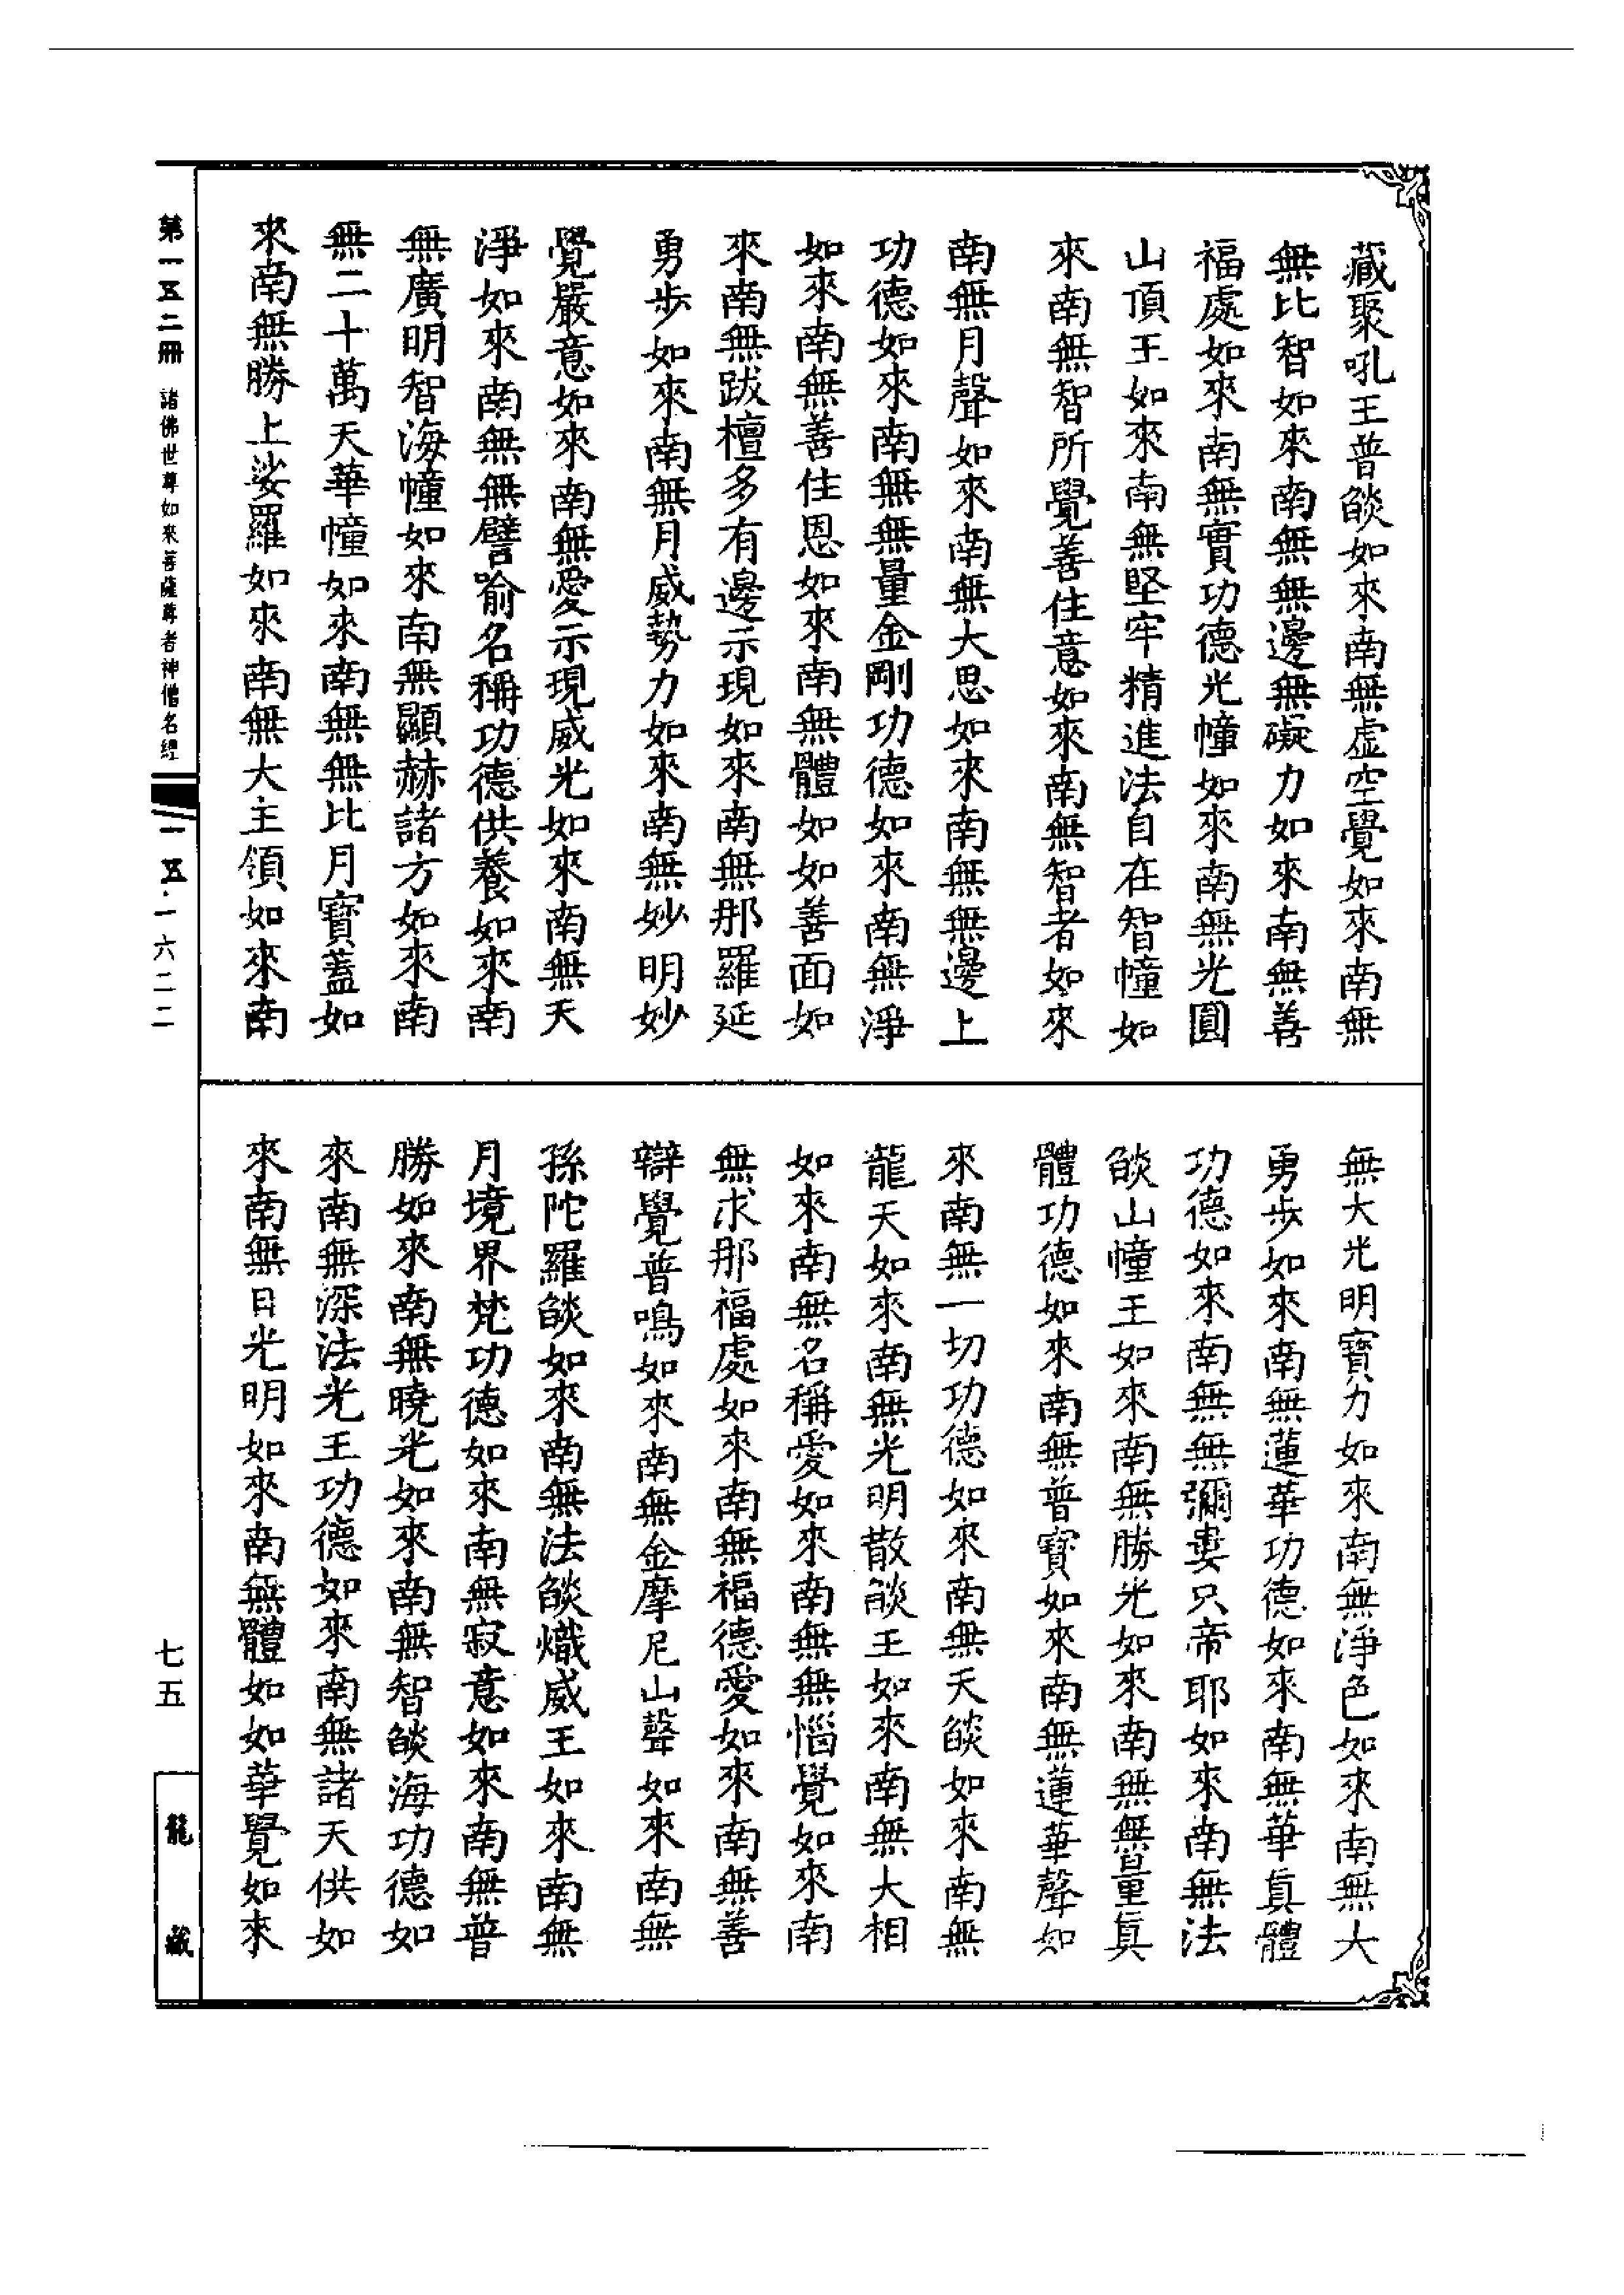 藏聚吼王普燄如來南無虛空覺如來南無
無比智如來南無無邊無礙力如來南無善
福處如來南無實功德光幢如來南無光圓
山頂王如來南無堅牢精進法自在智幢如
來南無智所覺善住意如來南無智者如來
南無月聲如來南無大思如來南無無邊上
功德如來南無無量金剛功德如來南無淨
如來南無善住恩如來南無體如如善面如
來南無跋檀多有邊示現如來南無那羅延
勇步如來南無月威勢力如來南無妙明妙
覺嚴意如來南無愛示現威光如來南無天
淨如來南無無譬喻名稱功德供養如來南
無廣明智海幢如來南無顯赫諸方如來南
無二十萬天華幢如來南無無比月寶蓋如
來南無勝上娑羅如來南無大主領如來南
無大光明寶力如來南無淨色如來南無大
勇步如來南無蓮華功德如來南無華真體
功德如來南無無彌婁只帝耶如來南無法
燄山幢王如來南無勝光如來南無無量真
體功德如來南無普寶如來南無蓮華聲如
來南無一切功德如來南無天燄如來南無
龍天如來南無光明散燄王如來南無大相
如來南無名稱愛如來南無無惱覺如來南
無求那福處如來南無福德愛如來南無善
辯覺普鳴如來南無金摩尼山聲如來南無
孫陀羅燄如來南無法燄熾威王如來南無
月境界梵功德如來南無寂意如來南無普
勝如來南無曉光如來南無智燄海功德如
來南無深法光王功德如來南無諸天供如
來南無日光明如來南無體如如華覺如來
第一五二冊 諸佛世尊如來菩薩尊者神僧名經
一五·一六二二
七五
龍藏